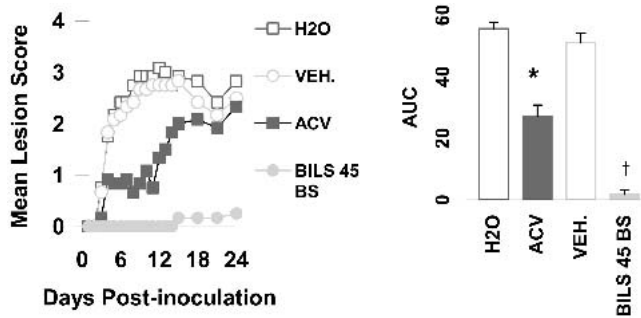 Mean Lesion Score
4
3
2
1
0
0 6 12 18 24
Days Post-inoculation
H2O
VEH.
ACV
BILS 45
BS
AUC
60
40
20
0
*
†
H2O
ACV
VEH.
BILS 45 BS